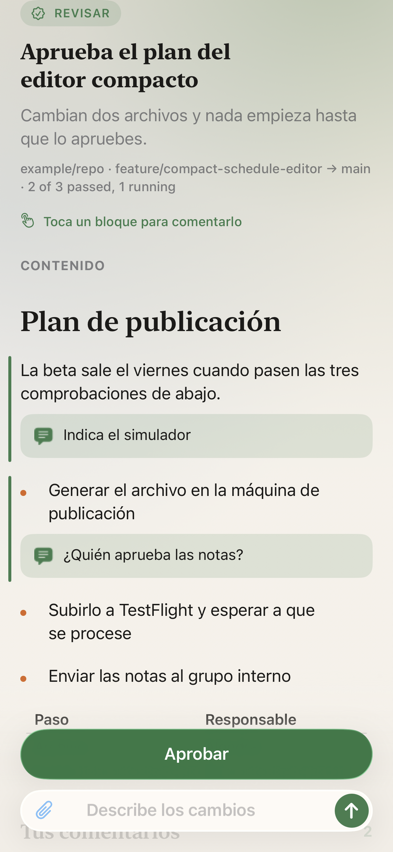 REVISAR
Aprueba el plan del
editor compacto
Cambian dos archivos y nada empieza hasta
que lo apruebes.
example/repo · feature/compact-schedule-editor → main
· 2 of 3 passed, 1 running
Toca un bloque para comentarlo
CONTENIDO
Plan de publicación
La beta sale el viernes cuando pasen las tres
comprobaciones de abajo.
Indica el simulador
• Generar el archivo en la máquina de
publicación
¿Quién aprueba las notas?
• Subirlo a TestFlight y esperar a que
se procese
• Enviar las notas al grupo interno
Paso Responsable
Aprobar
Describe los cambios
Tus comentarios 2